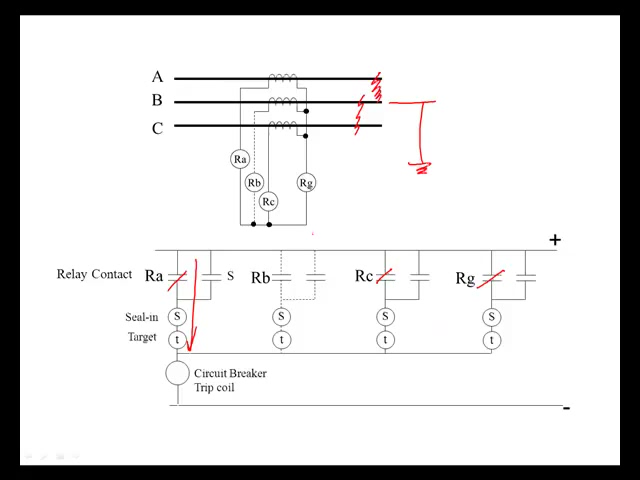 A
B
C
Ra
Rb
Rc
Rg
+
Relay Contact Ra S Rb Rc Rg
Seal-in S S S S
Target t t t t
Circuit Breaker
Trip coil
-